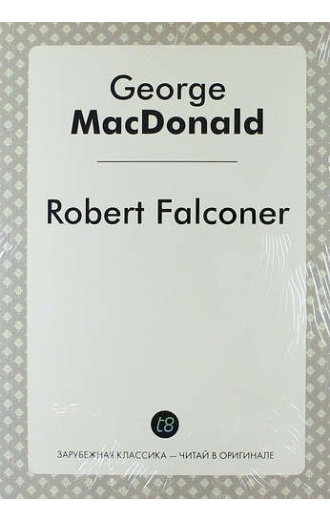 George
MacDonald
Robert Falconer
t8
ЗАРУБЕЖНАЯ КЛАССИКА — ЧИТАЙ В ОРИГИНАЛЕ